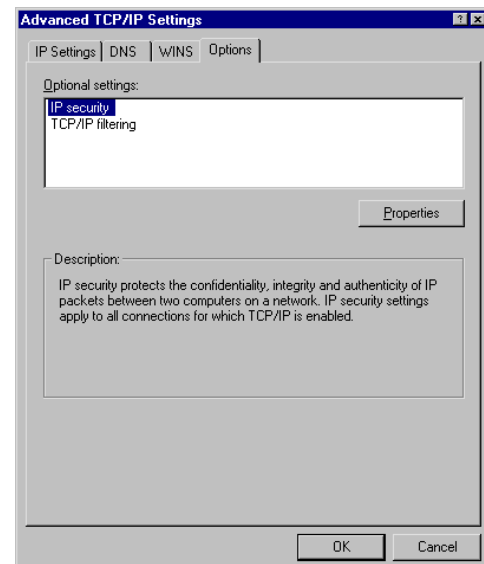 Advanced TCP/IP Settings
IP Settings DNS WINS Options
Optional settings:
IP security
TCP/IP filtering
Properties
Description:
IP security protects the confidentiality, integrity and authenticity of IP
packets between two computers on a network. IP security settings
apply to all connections for which TCP/IP is enabled.
OK Cancel